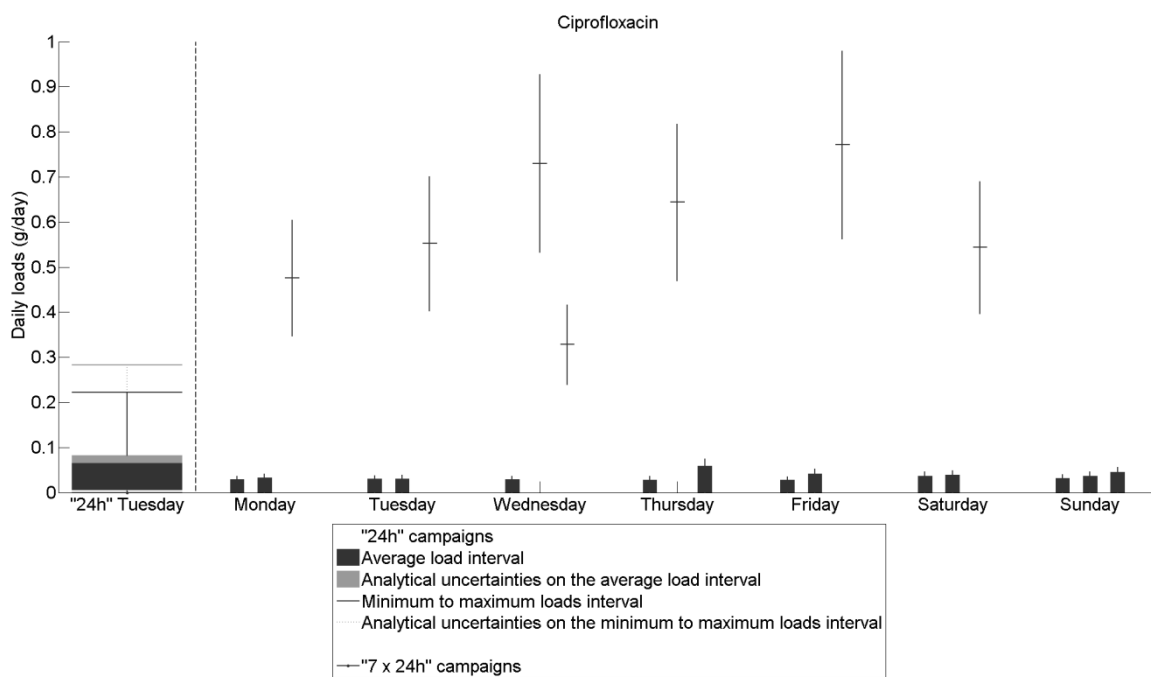 Ciprofloxacin
Daily loads (g/day)
1
0.9
0.8
0.7
0.6
0.5
0.4
0.3
0.2
0.1
0
"24h" Tuesday Monday Tuesday Wednesday Thursday Friday Saturday Sunday
"24h" campaigns
Average load interval
Analytical uncertainties on the average load interval
Minimum to maximum loads interval
Analytical uncertainties on the minimum to maximum loads interval
"7 x 24h" campaigns